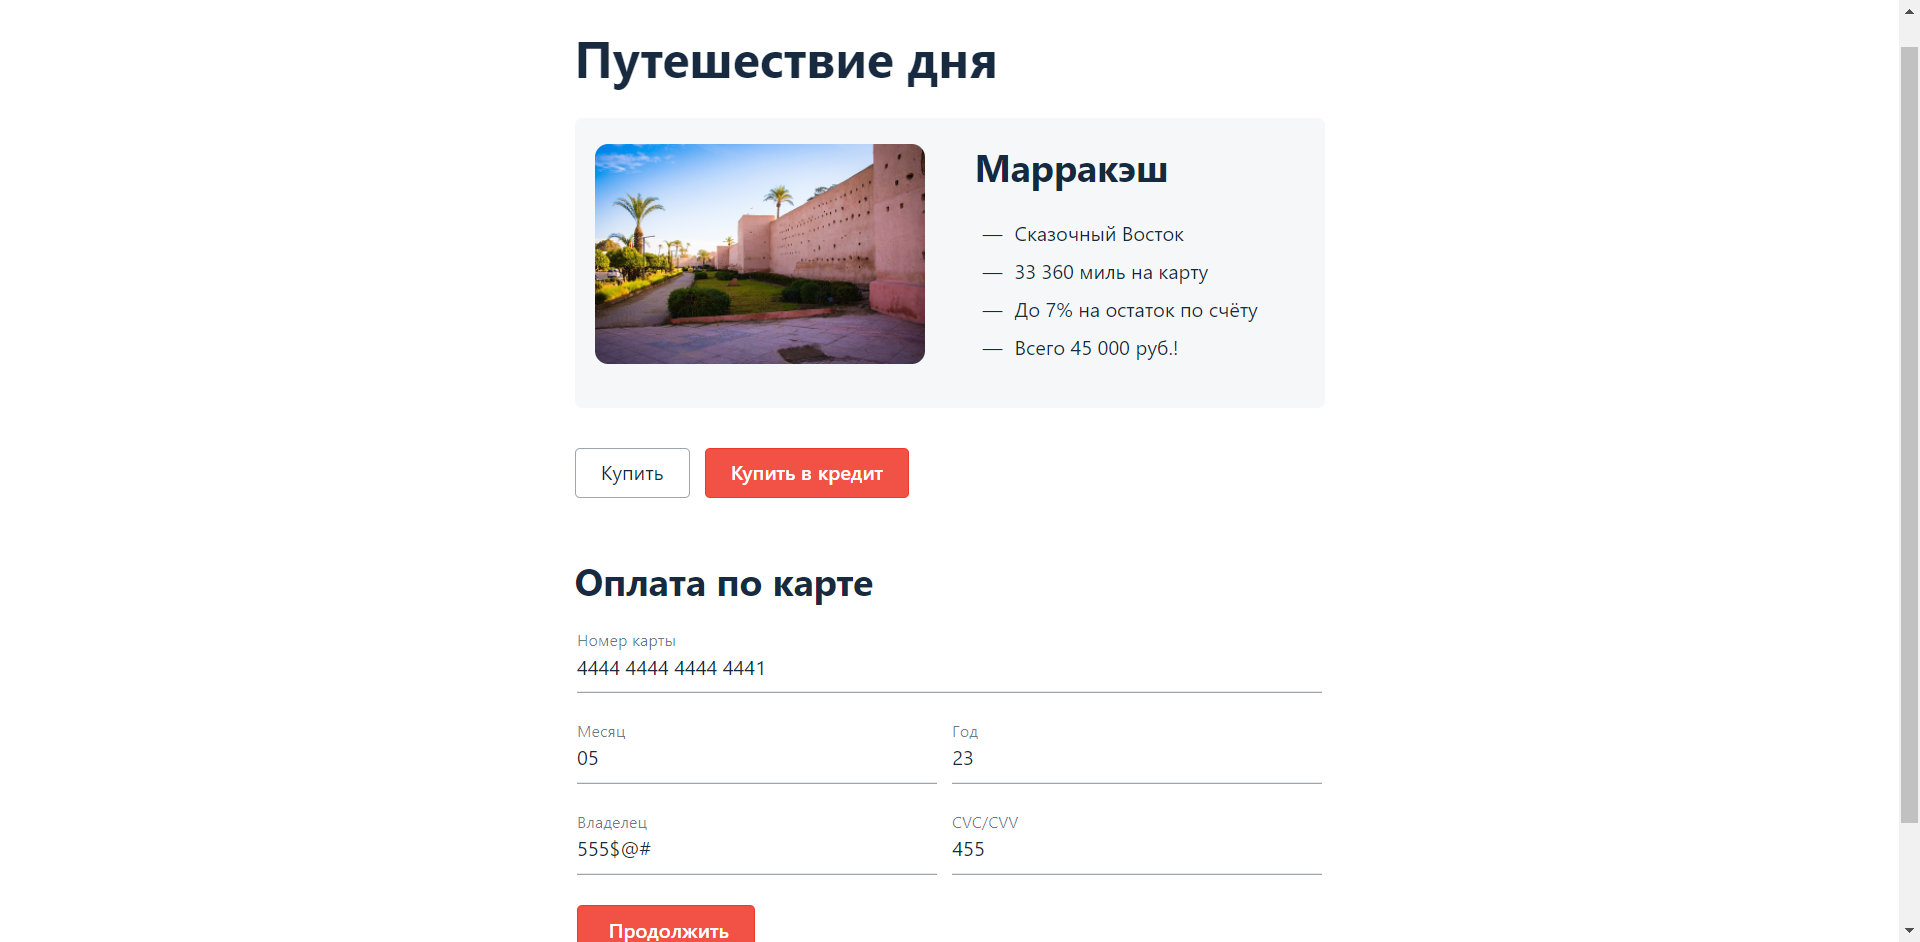 Путешествие дня
Марракэш
— Сказочный Восток
— 33 360 миль на карту
— До 7% на остаток по счёту
— Всего 45 000 руб.!
Купить
Купить в кредит
Оплата по карте
Номер карты
4444 4444 4444 4441
Месяц
Год
05
23
Владелец
CVC/CVV
555$@#
455
Продолжить